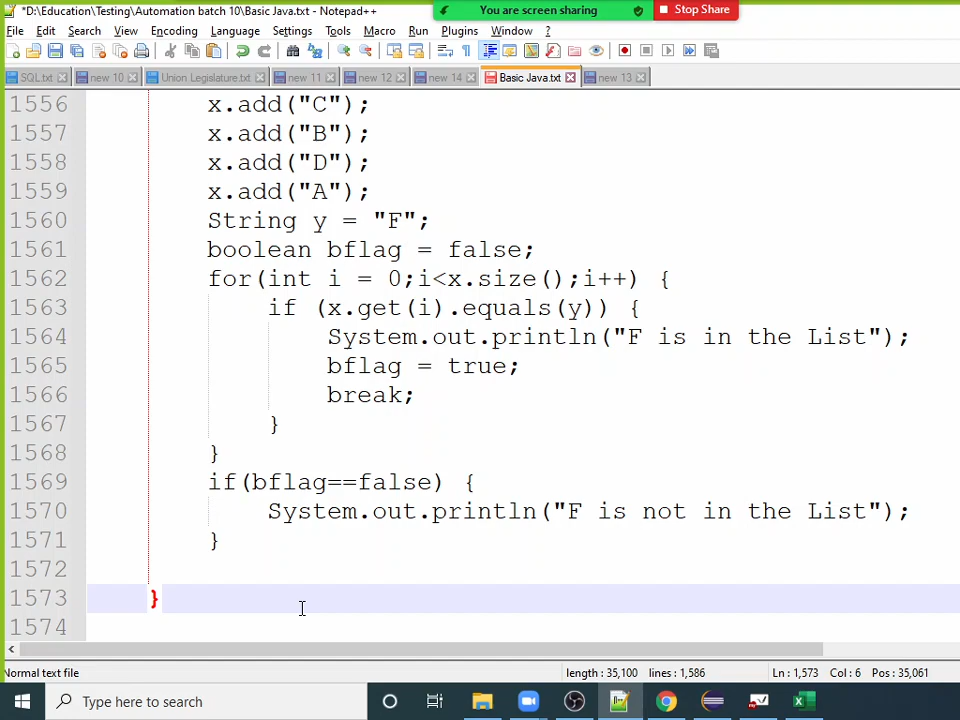 *D:\Education\Testing\Automation batch 10\Basic Java.txt - Notepad++
You are screen sharing
Stop Share
File Edit Search View Encoding Language Settings Tools Macro Run Plugins Window ?
SQL.txt new 10 Union Legislature.txt new 11 new 12 new 14 Basic Java.txt new 13
1556 x.add("C");
1557 x.add("B");
1558 x.add("D");
1559 x.add("A");
1560 String y = "F";
1561 boolean bflag = false;
1562 for(int i = 0;i<x.size();i++) {
1563 if (x.get(i).equals(y)) {
1564 System.out.println("F is in the List");
1565 bflag = true;
1566 break;
1567 }
1568 }
1569 if(bflag==false) {
1570 System.out.println("F is not in the List");
1571 }
1572
1573 }
1574
Normal text file length : 35,100 lines : 1,586 Ln : 1,573 Col : 6 Pos : 35,061
Type here to search